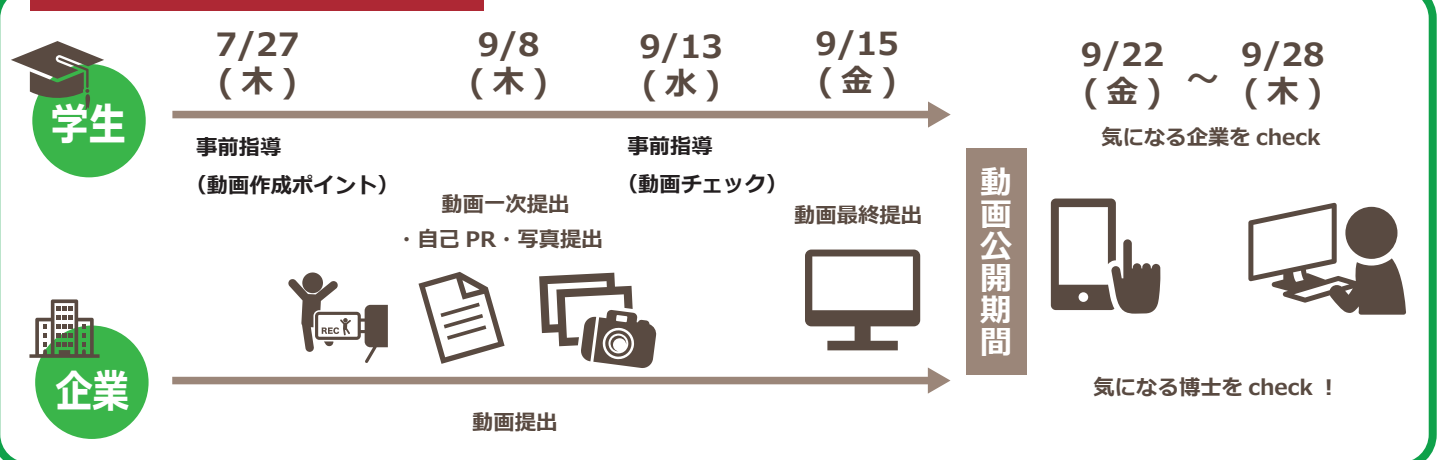 7/27
(木)
9/8
(木)
9/13
(水)
9/15
(金)
9/22
(金)
～
9/28
(木)
学生
事前指導
（動画作成ポイント）
動画一次提出
・自己 PR・写真提出
事前指導
（動画チェック）
動画最終提出
動画公開期間
気になる企業を check
REC
企業
動画提出
気になる博士を check ！